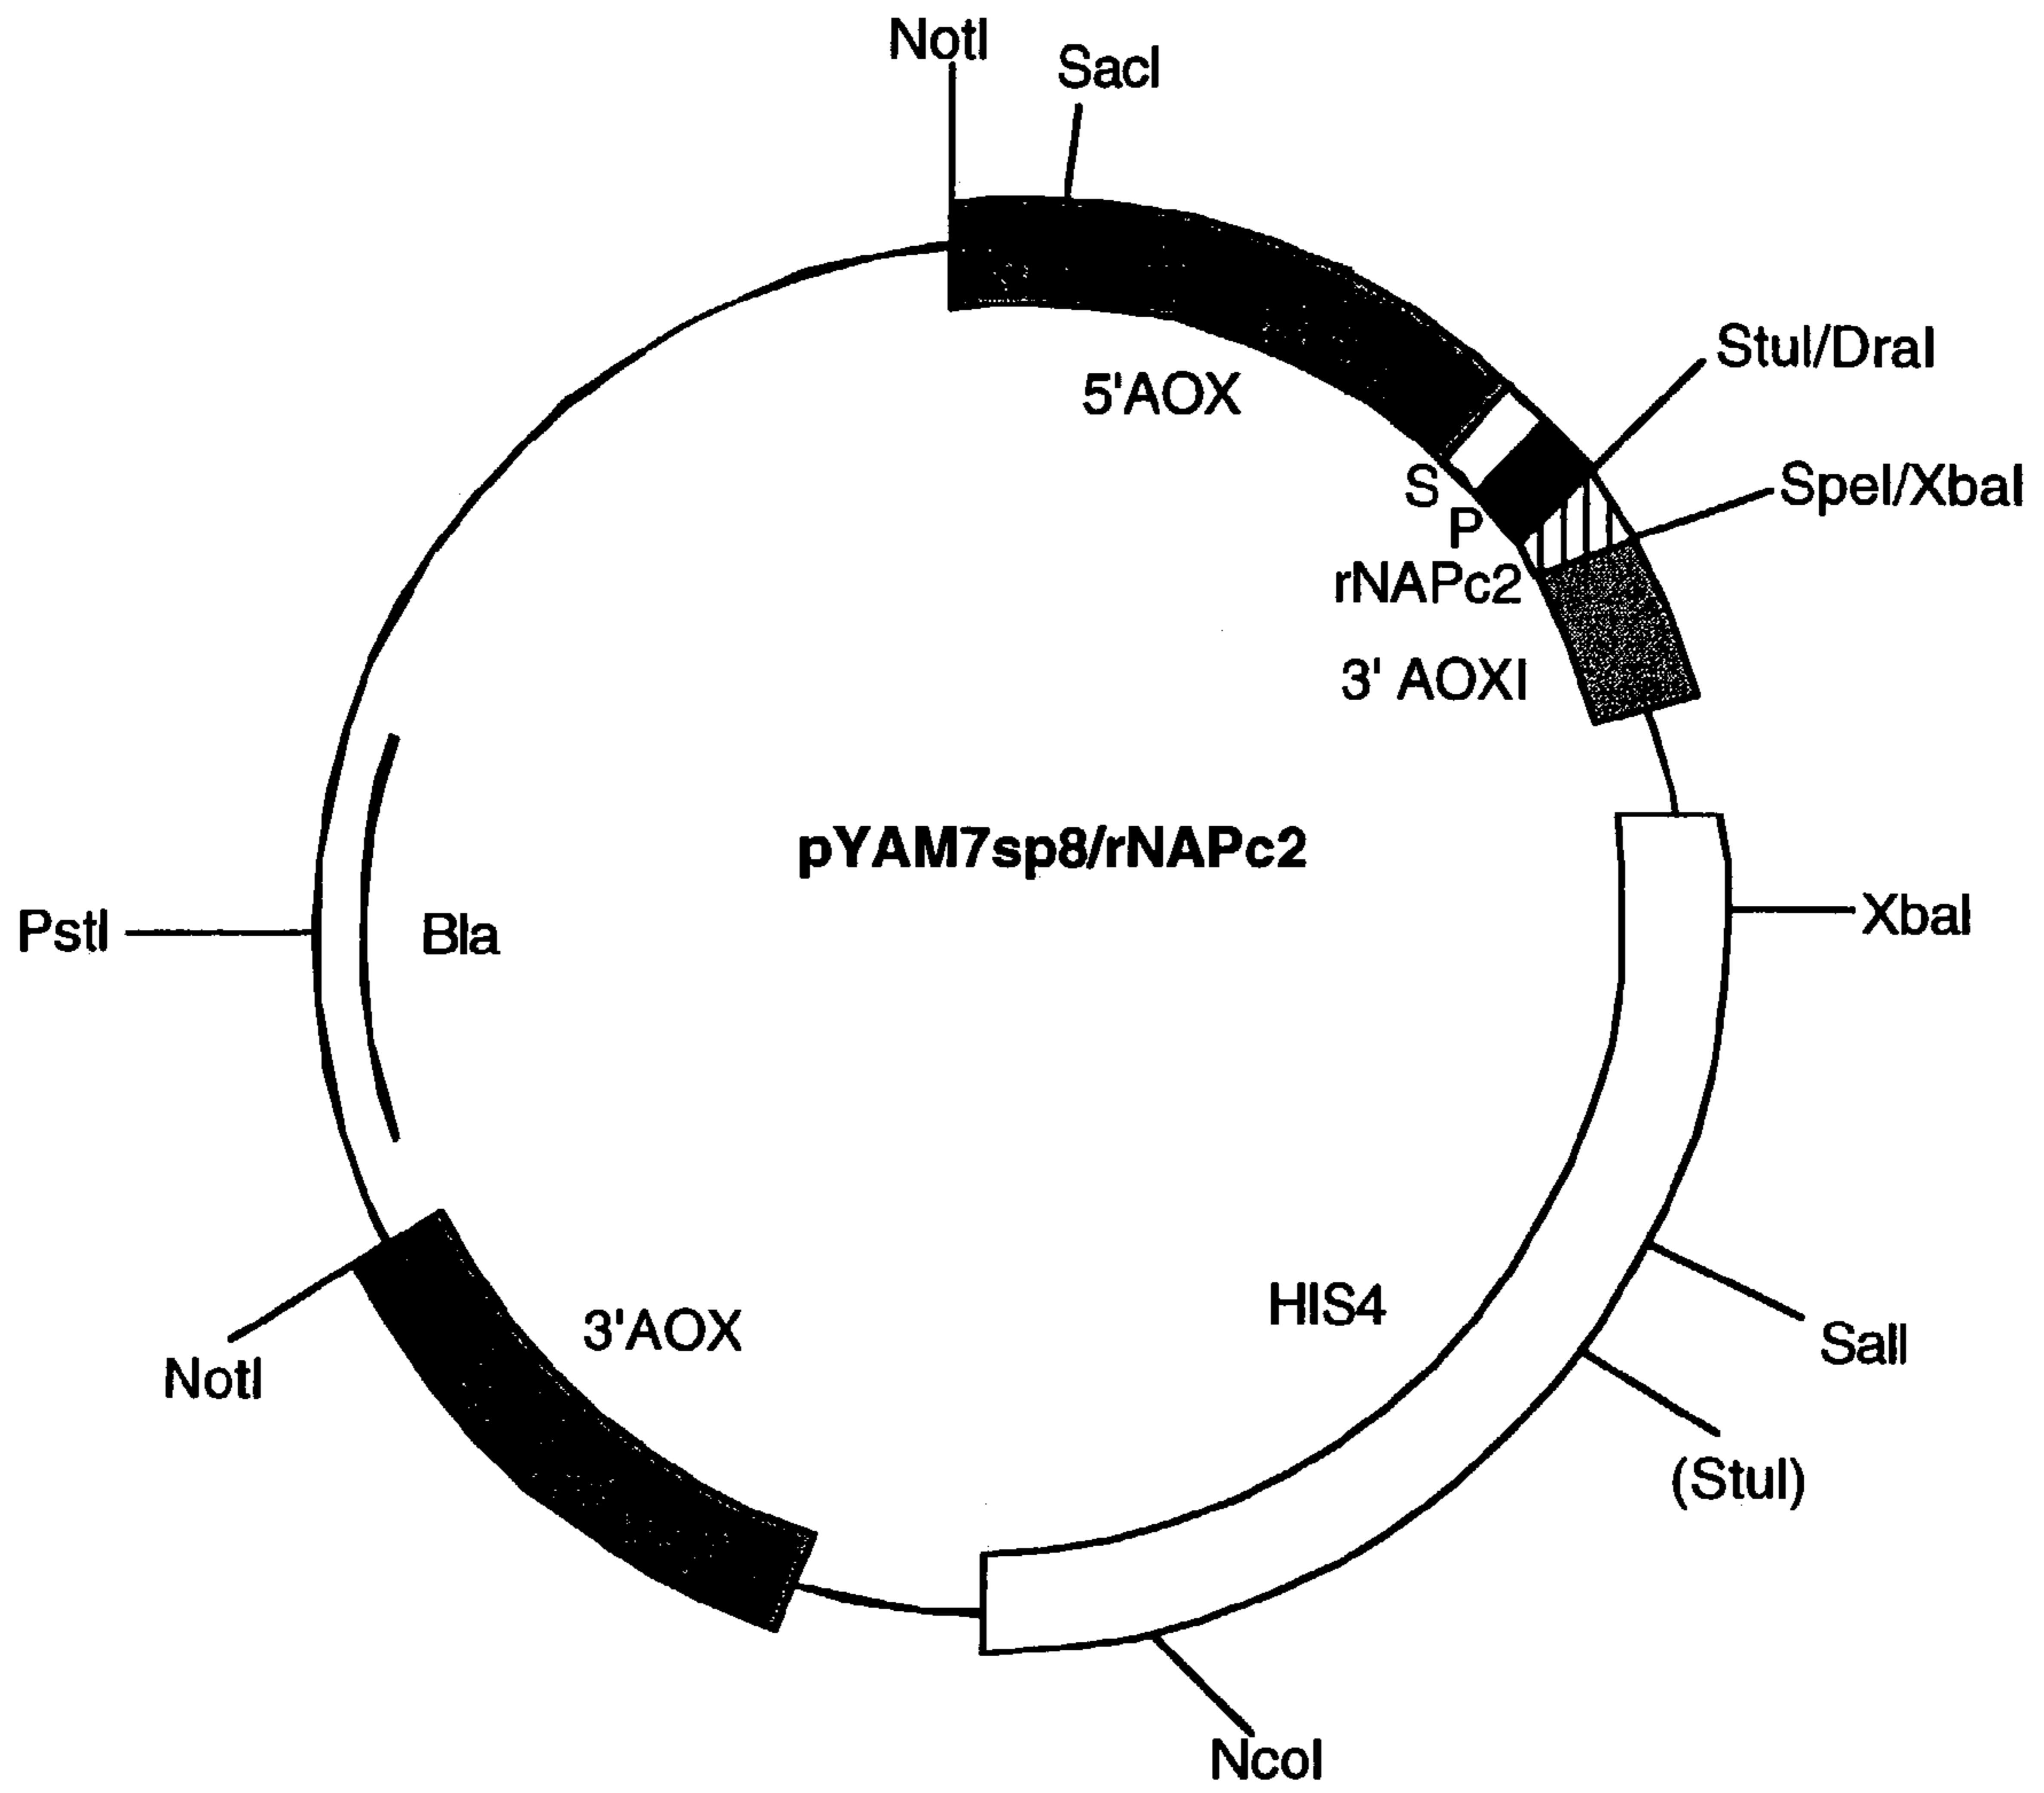 NotI
SacI
StuI/DraI
5'AOX
S
SpeI/XbaI
P
rNAPc2
3' AOXI
pYAM7sp8/rNAPc2
XbaI
PstI
Bla
HIS4
3'AOX
SalI
NotI
(StuI)
NcoI